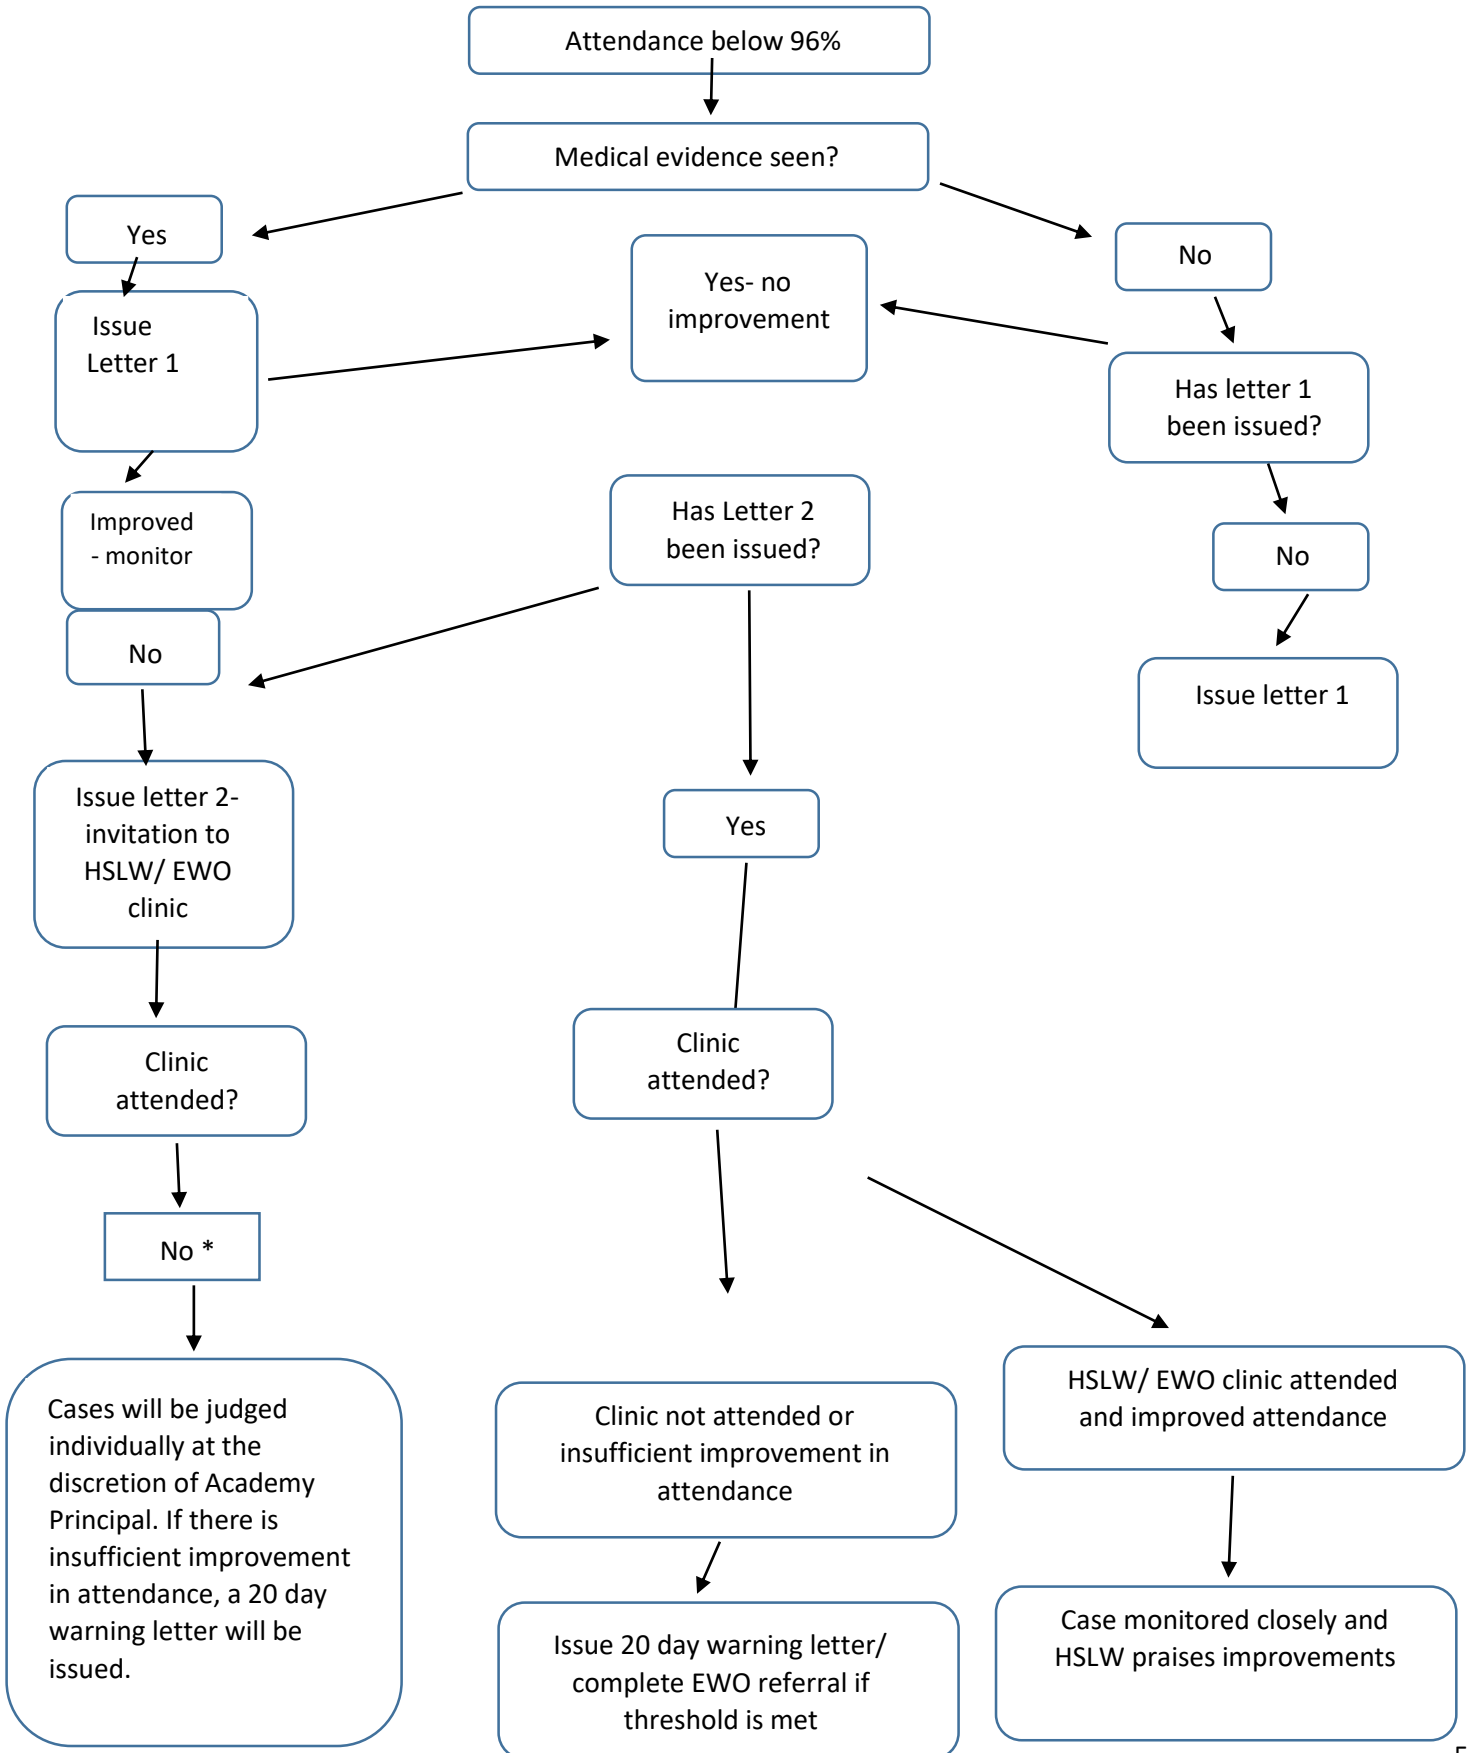 Attendance below 96%
Medical evidence seen?
Yes
No
Yes- no
improvement
Issue
Letter 1
Has letter 1
been issued?
Improved
- monitor
Has Letter 2
been issued?
No
No
Issue letter 1
Issue letter 2-
invitation to
HSLW/ EWO
clinic
Yes
Clinic
attended?
Clinic
attended?
No *
HSLW/ EWO clinic attended
and improved attendance
Clinic not attended or
insufficient improvement in
attendance
Cases will be judged
individually at the
discretion of Academy
Principal. If there is
insufficient improvement
in attendance, a 20 day
warning letter will be
issued.
Case monitored closely and
HSLW praises improvements
Issue 20 day warning letter/
complete EWO referral if
threshold is met